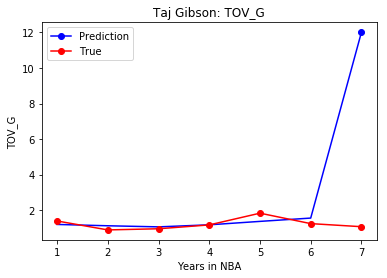 Taj Gibson: TOV_G
Prediction
True
TOV_G
12
10
8
6
4
2
1 2 3 4 5 6 7
Years in NBA